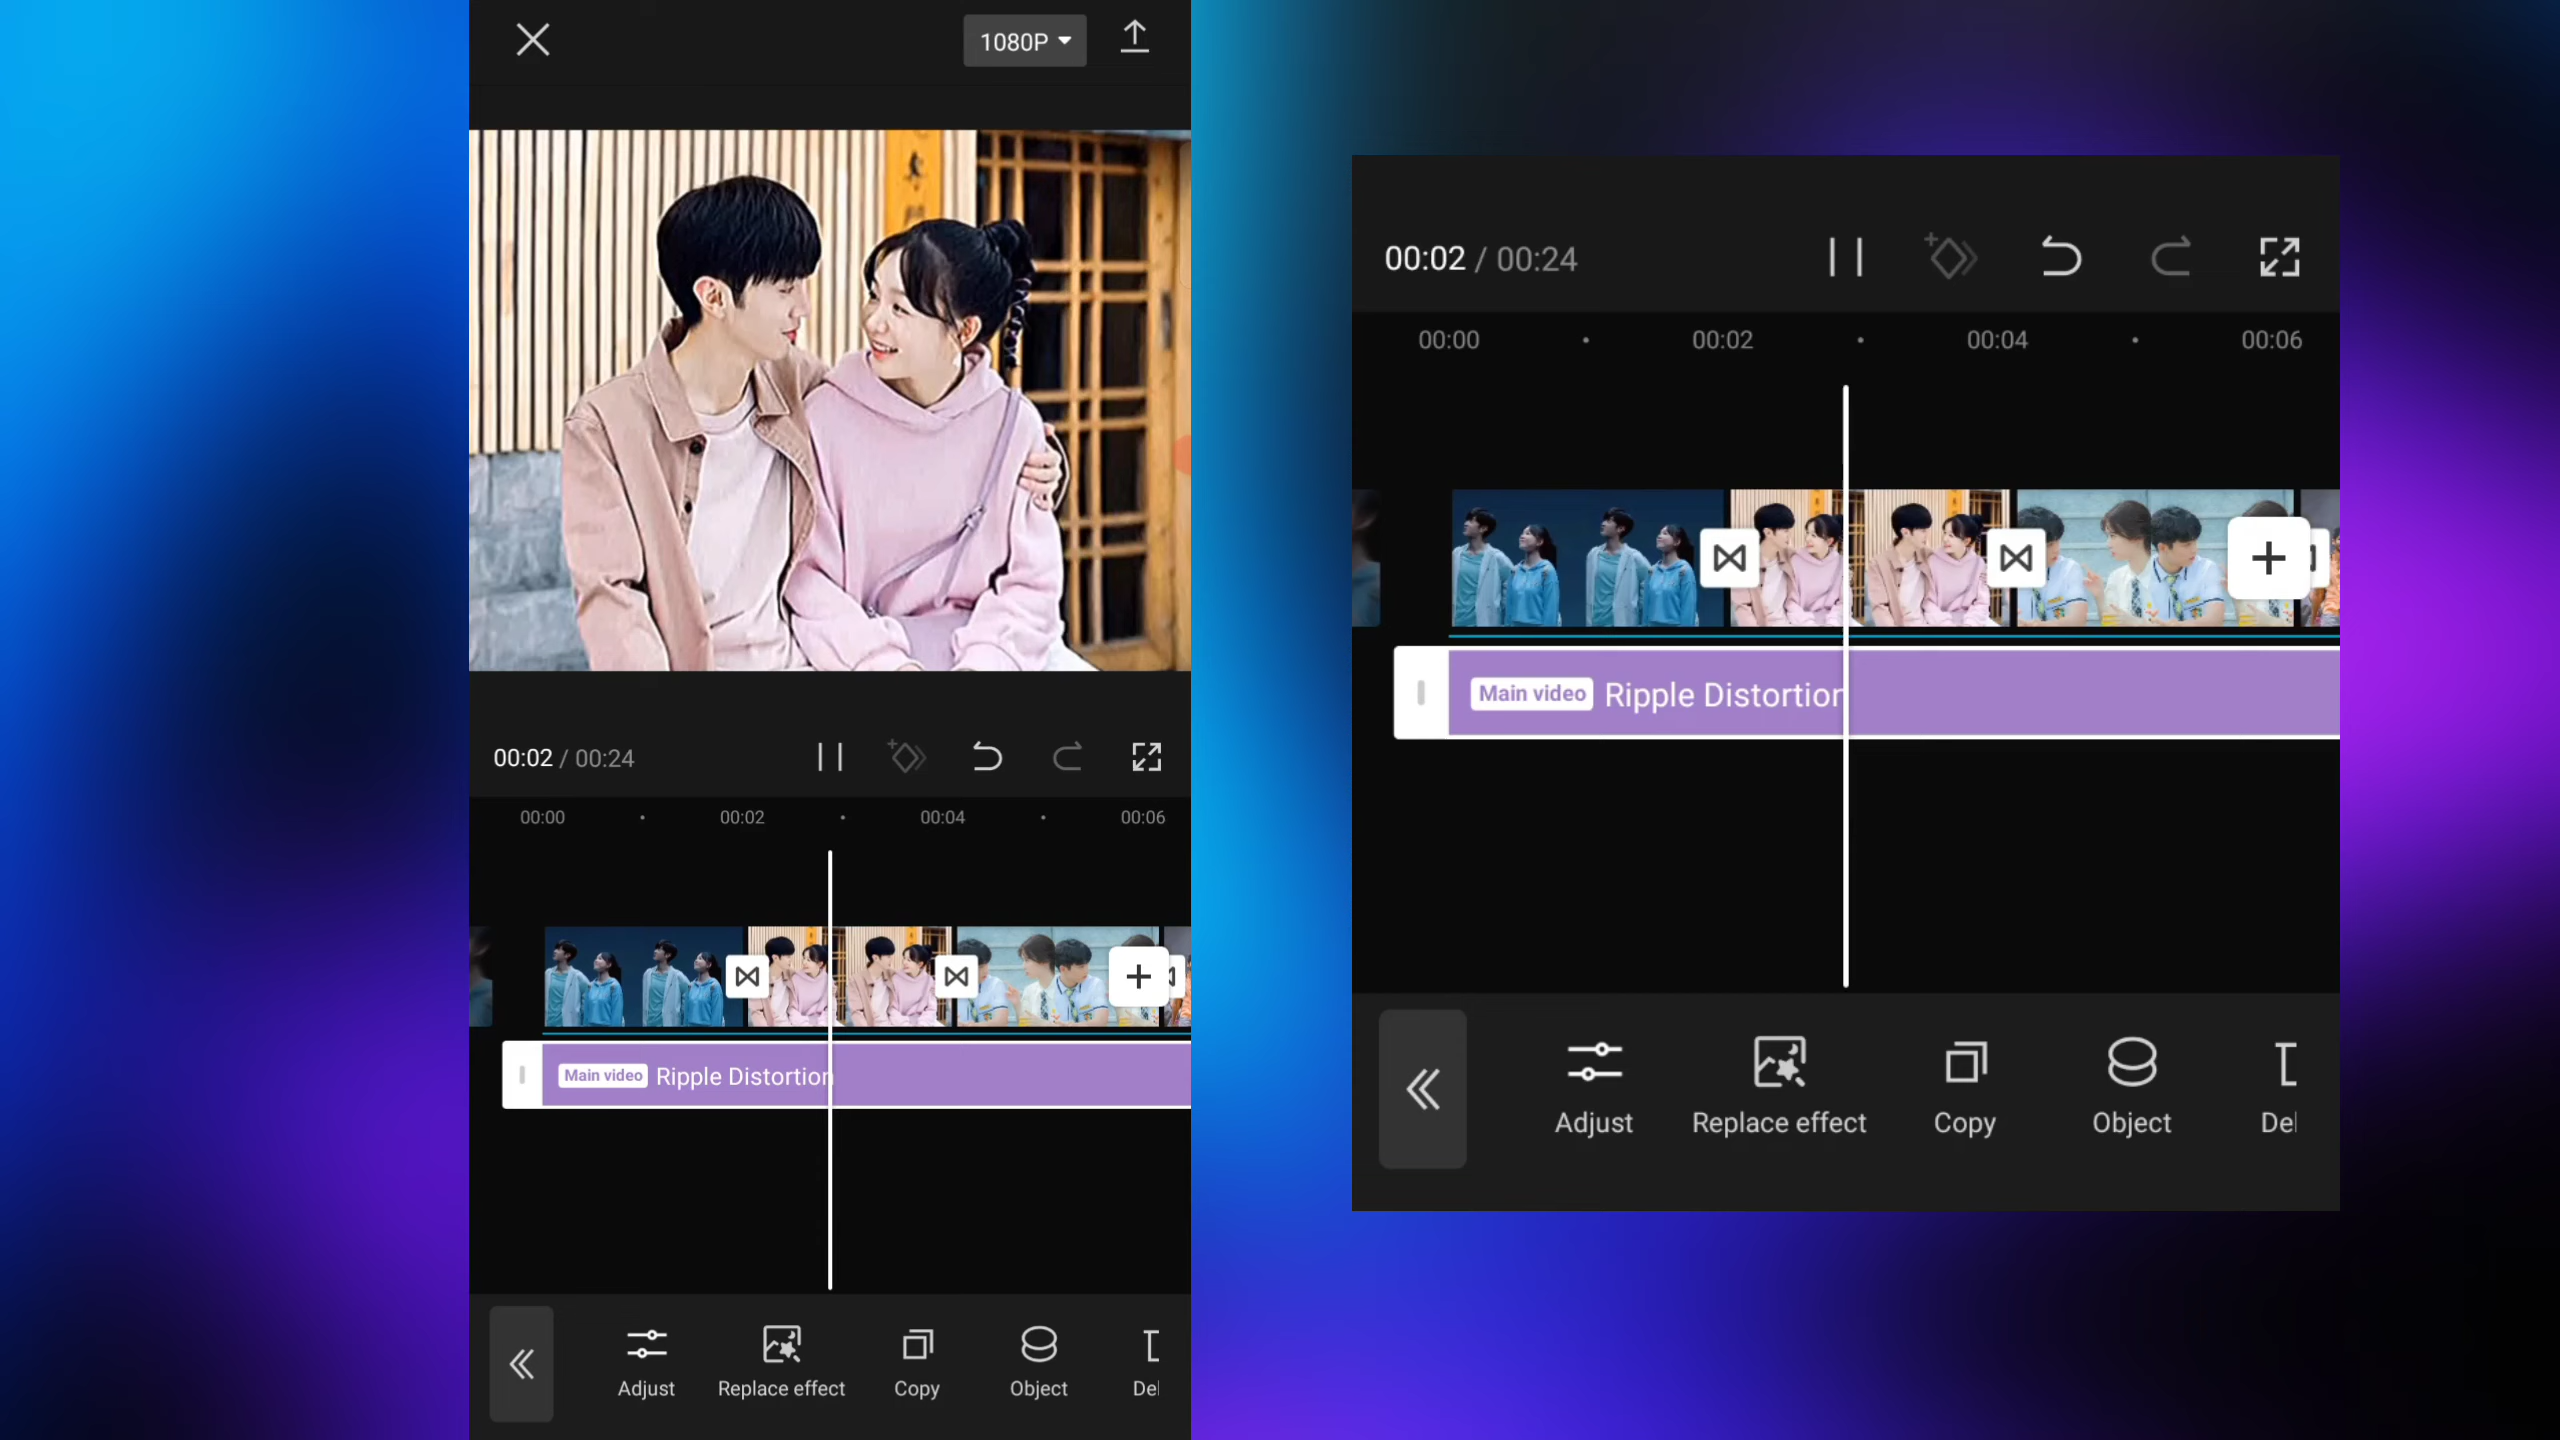 1080P
00:02 / 00:24
00:00 00:02 00:04 00:06
Main video Ripple Distortion
Adjust Replace effect Copy Object Del
00:02 / 00:24
00:00 00:02 00:04 00:06
Main video Ripple Distortion
Adjust Replace effect Copy Object Del